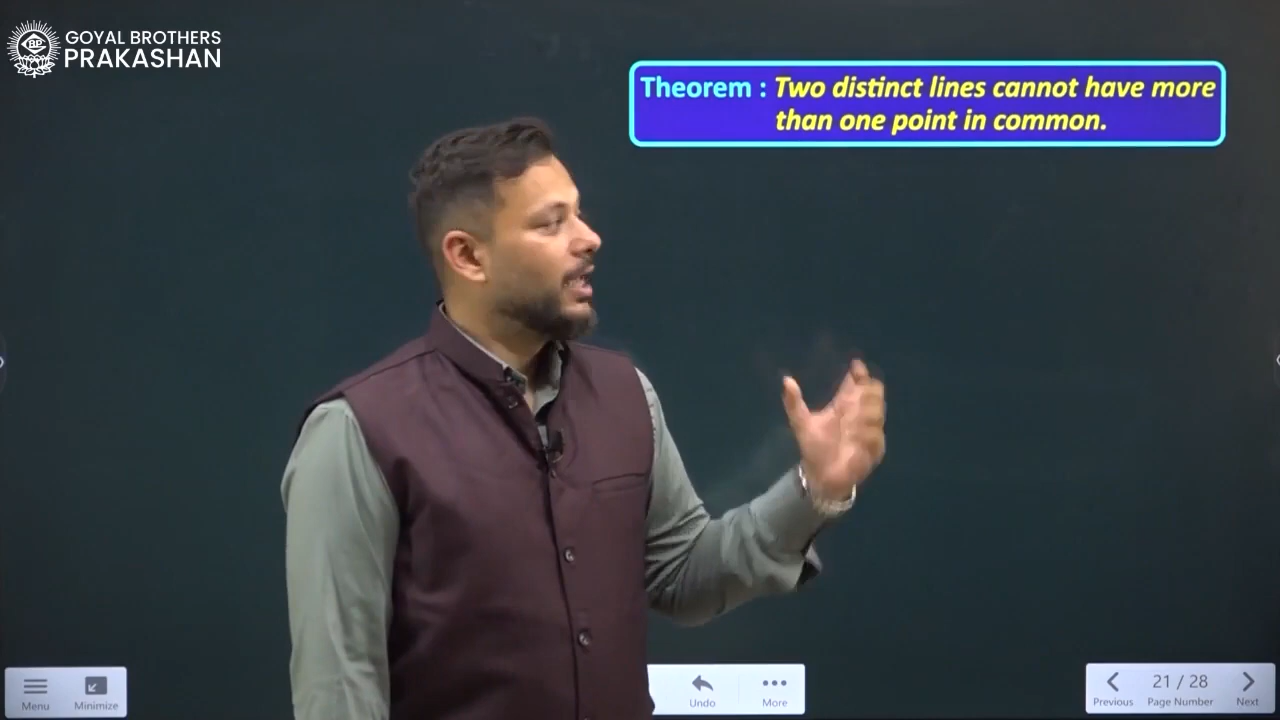 GOYAL BROTHERS
PRAKASHAN
Theorem : Two distinct lines cannot have more
than one point in common.
Menu
Minimize
Undo
More
Previous
21 / 28
Page Number
Next